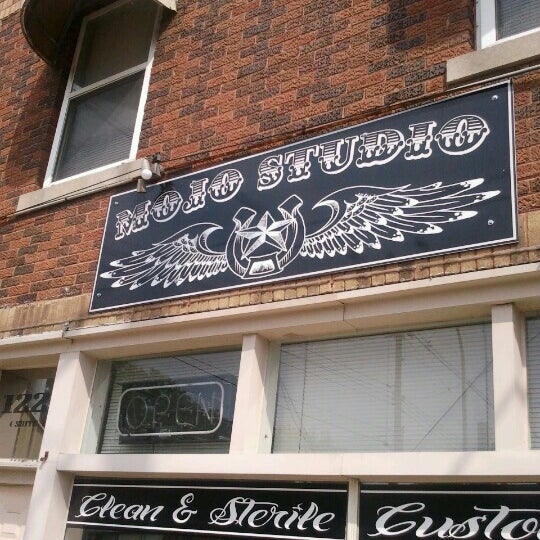 MOJO STUDIO
122
OPEN
Clean & Sterile
Custo